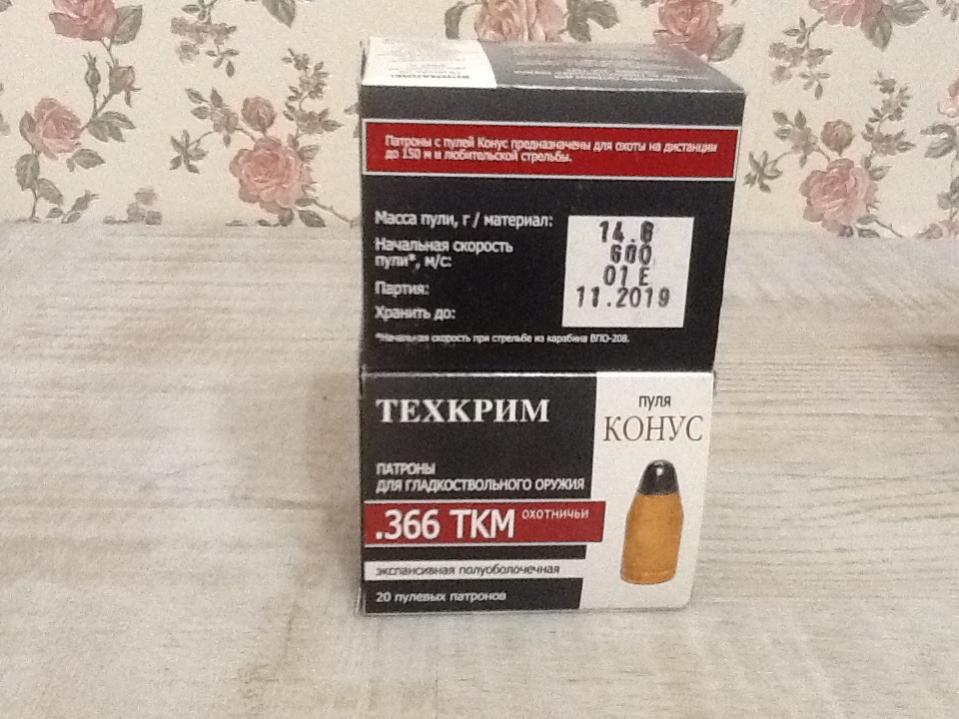 Патроны с пулей Конус предназначены для охоты на дистанции
до 150 м и любительской стрельбы.
Масса пули, г / материал:
14.6
Начальная скорость
пули*, м/с:
600
Партия:
01 Е
Хранить до:
11.2019
*Начальная скорость при стрельбе из карабина ВПО-208.
ТЕХКРИМ
пуля
КОНУС
ПАТРОНЫ
ДЛЯ ГЛАДКОСТВОЛЬНОГО ОРУЖИЯ
.366 ТКМ охотничьи
экспансивная полуоболочечная
20 пулевых патронов